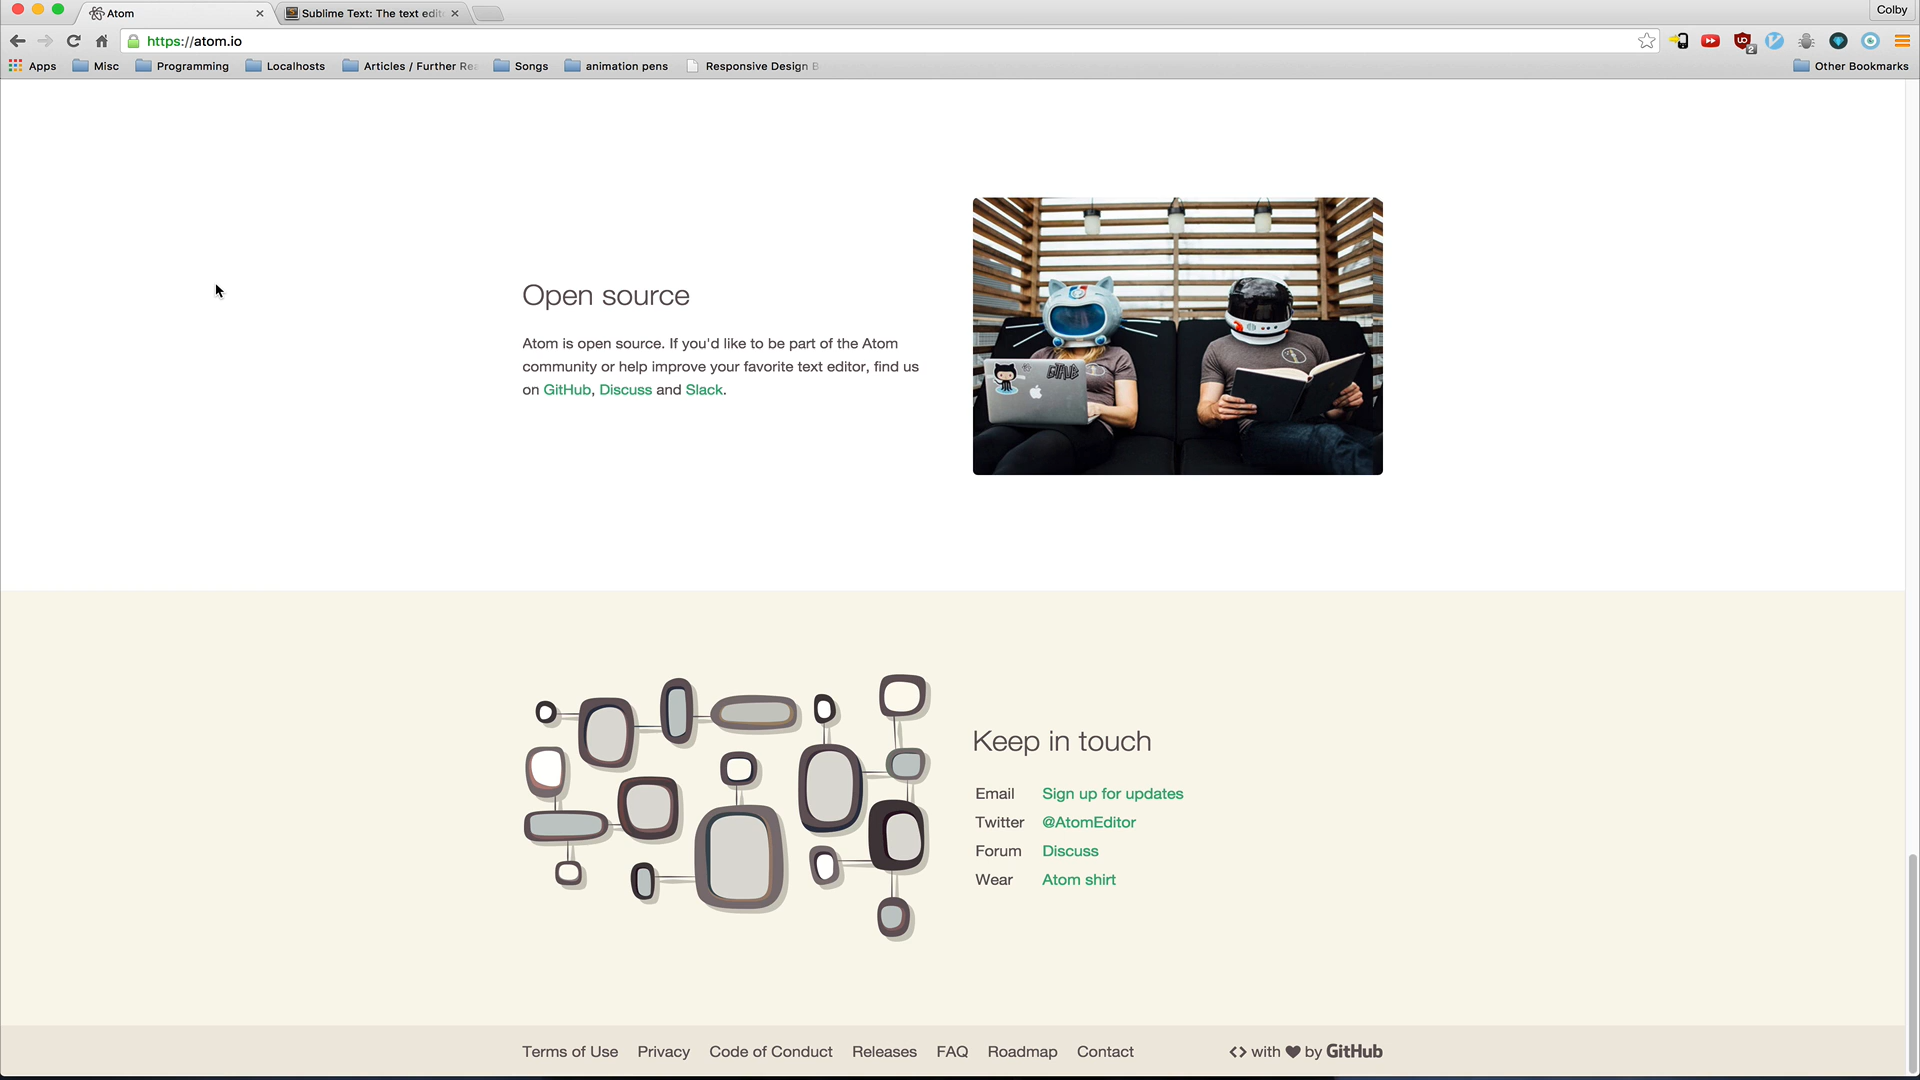 Atom
Sublime Text: The text edit
Colby
https://atom.io
2
Apps
Misc
Programming
Localhosts
Articles / Further Rea
Songs
animation pens
Responsive Design B
Other Bookmarks
Open source
Atom is open source. If you'd like to be part of the Atom
community or help improve your favorite text editor, find us
on GitHub, Discuss and Slack.
GITHUB
Keep in touch
Email Sign up for updates
Twitter @AtomEditor
Forum Discuss
Wear Atom shirt
Terms of Use Privacy Code of Conduct Releases FAQ Roadmap Contact
<> with ♥ by GitHub